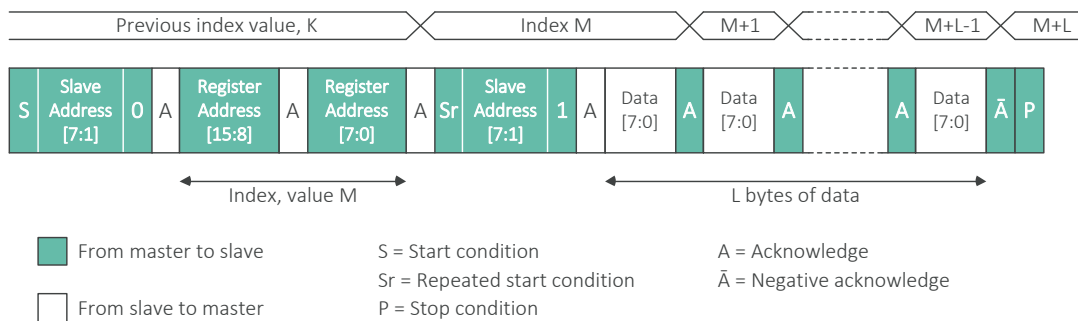 Previous index value, K Index M M+1 M+L-1 M+L
S Slave Address [7:1] 0 A Register Address [15:8] A Register Address [7:0] A Sr Slave Address [7:1] 1 A Data [7:0] A Data [7:0] A A Data [7:0] Ā P
Index, value M L bytes of data
From master to slave S = Start condition A = Acknowledge
Sr = Repeated start condition Ā = Negative acknowledge
From slave to master P = Stop condition